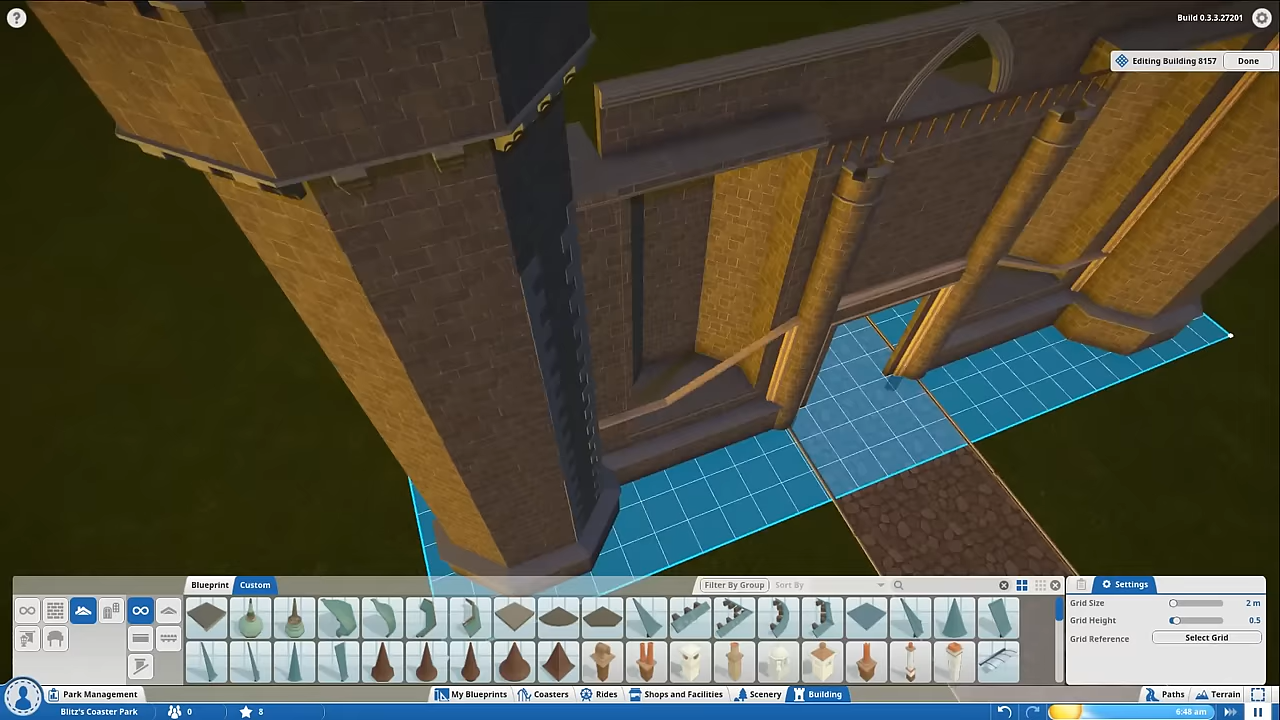 ?
Build 0.3.3.27201
Editing Building 8157 Done
Blueprint Custom
Filter By Group Sort By
Settings
Grid Size 2 m
Grid Height 0.5
Grid Reference Select Grid
Park Management My Blueprints Coasters Rides Shops and Facilities Scenery Building Paths Terrain
Blitz's Coaster Park 0 8 6:48 am